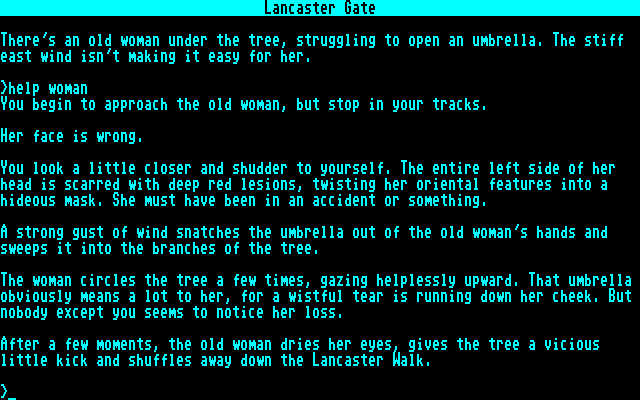 Lancaster Gate
There's an old woman under the tree, struggling to open an umbrella. The stiff
east wind isn't making it easy for her.
>help woman
You begin to approach the old woman, but stop in your tracks.
Her face is wrong.
You look a little closer and shudder to yourself. The entire left side of her
head is scarred with deep red lesions, twisting her oriental features into a
hideous mask. She must have been in an accident or something.
A strong gust of wind snatches the umbrella out of the old woman's hands and
sweeps it into the branches of the tree.
The woman circles the tree a few times, gazing helplessly upward. That umbrella
obviously means a lot to her, for a wistful tear is running down her cheek. But
nobody except you seems to notice her loss.
After a few moments, the old woman dries her eyes, gives the tree a vicious
little kick and shuffles away down the Lancaster Walk.
>_